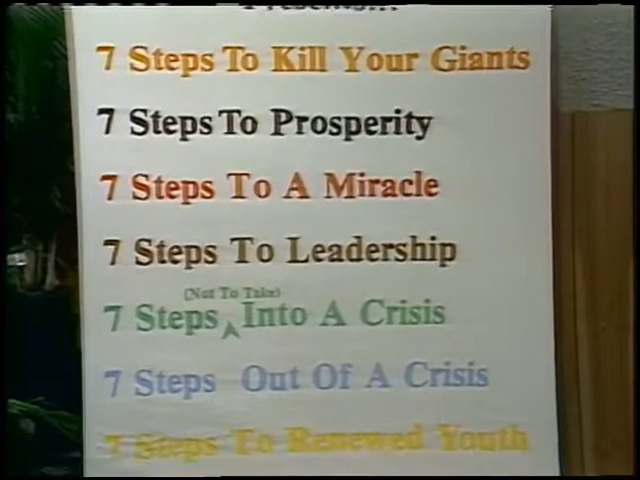 Presents...
7 Steps To Kill Your Giants
7 Steps To Prosperity
7 Steps To A Miracle
7 Steps To Leadership
(Not To Take)
7 Steps Into A Crisis
7 Steps Out Of A Crisis
7 Steps To Renewed Youth